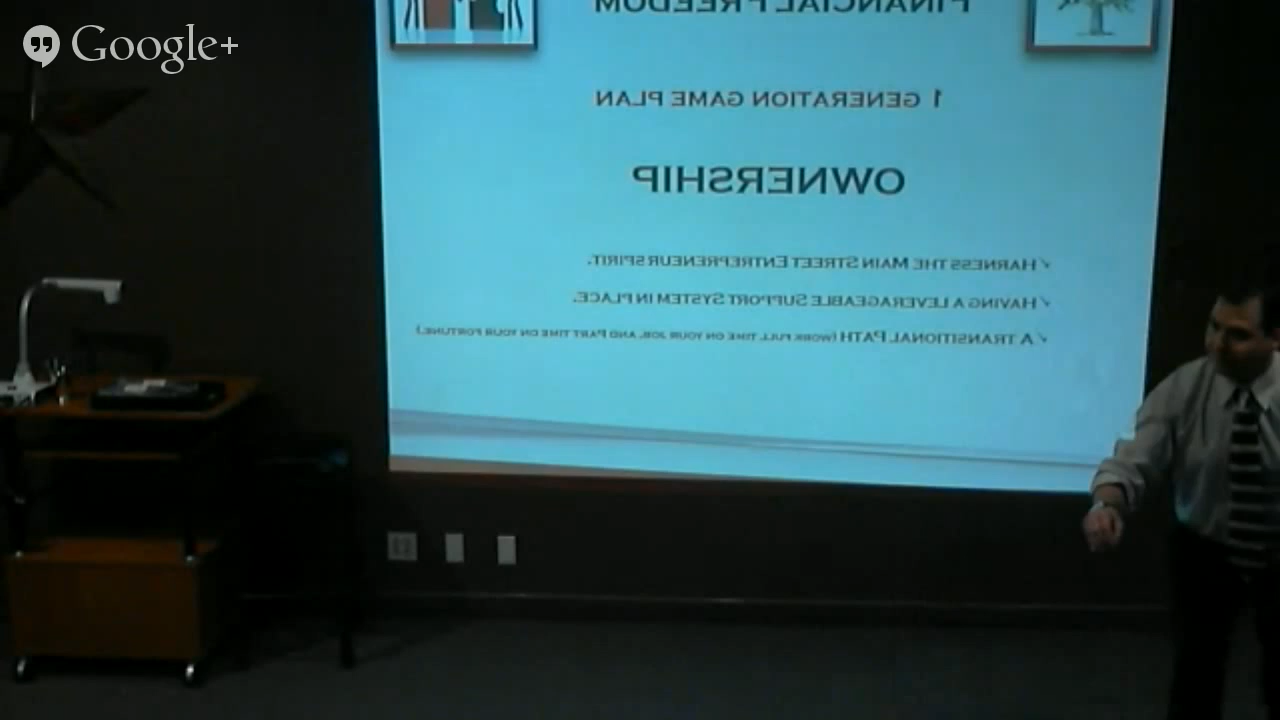 Google+
FINANCIAL FREEDOM
1 GENERATION GAME PLAN
OWNERSHIP
✓ HARNESS THE MAIN STREET ENTREPRENEUR SPIRIT.
✓ HAVING A LEVERAGEABLE SUPPORT SYSTEM IN PLACE.
✓ A TRANSITIONAL PATH (WORK FULL TIME ON YOUR JOB, AND PART TIME ON YOUR FORTUNE.)